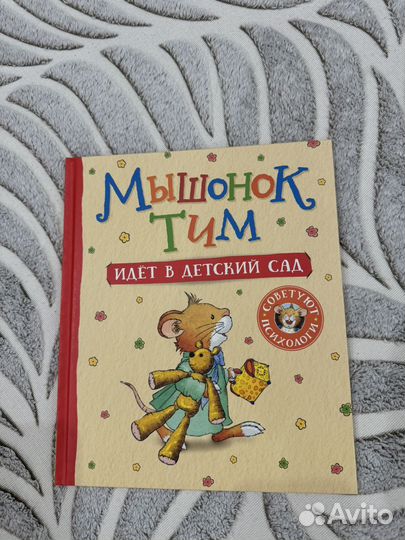 Мышонок
Тим
идёт в детский сад
Советуют
психологи
Avito